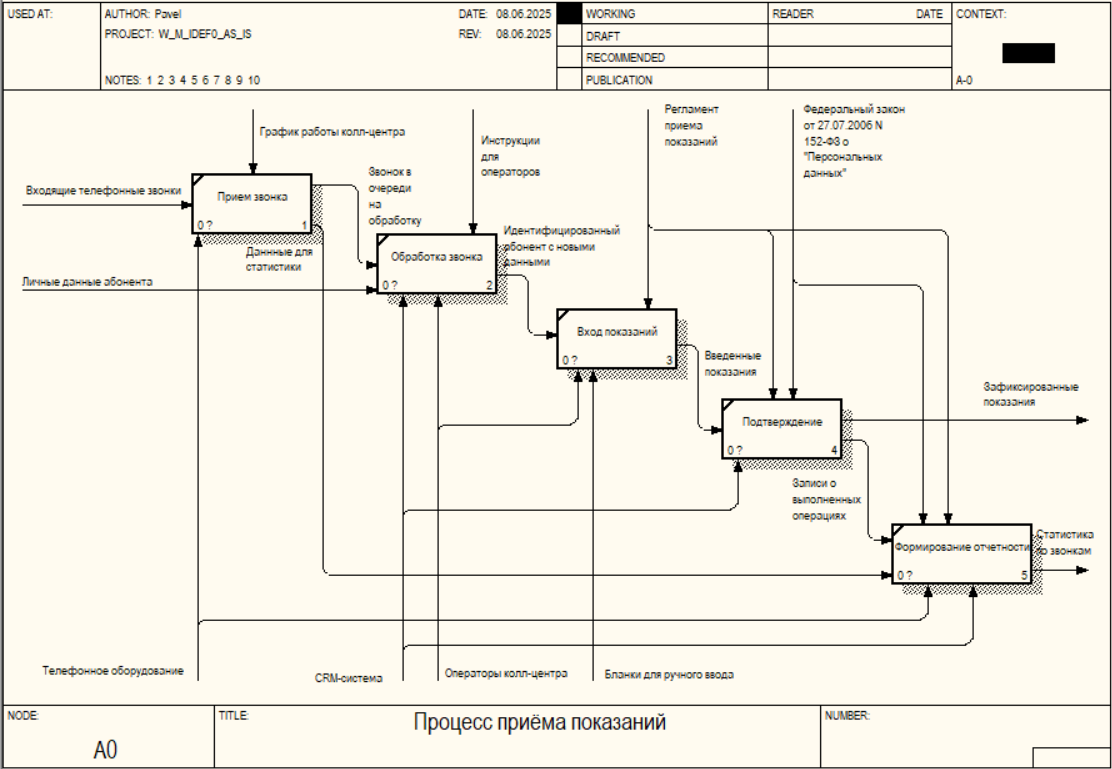 USED AT:
AUTHOR: Pavel
DATE: 08.06.2025
WORKING
READER
DATE
CONTEXT:
PROJECT: W_M_IDEF0_AS_IS
REV: 08.06.2025
DRAFT
RECOMMENDED
NOTES: 1 2 3 4 5 6 7 8 9 10
PUBLICATION
A-0
График работы колл-центра
Инструкции
для
операторов
Регламент
приема
показаний
Федеральный закон
от 27.07.2006 N
152-ФЗ о
"Персональных
данных"
Входящие телефонные звонки
Прием звонка
0 ?
1
Звонок в
очереди
на
обработку
Даннные для
статистики
Личные данные абонента
Обработка звонка
0 ?
2
Идентифицированный
абонент с новыми
данными
Вход показаний
0 ?
3
Введенные
показания
Подтверждение
0 ?
4
Зафиксированные
показания
Записи о
выполненных
операциях
Формирование отчетности
0 ?
5
Статистика
по звонкам
Телефонное оборудование
CRM-система
Операторы колл-центра
Бланки для ручного ввода
NODE:
A0
TITLE:
Процесс приёма показаний
NUMBER: